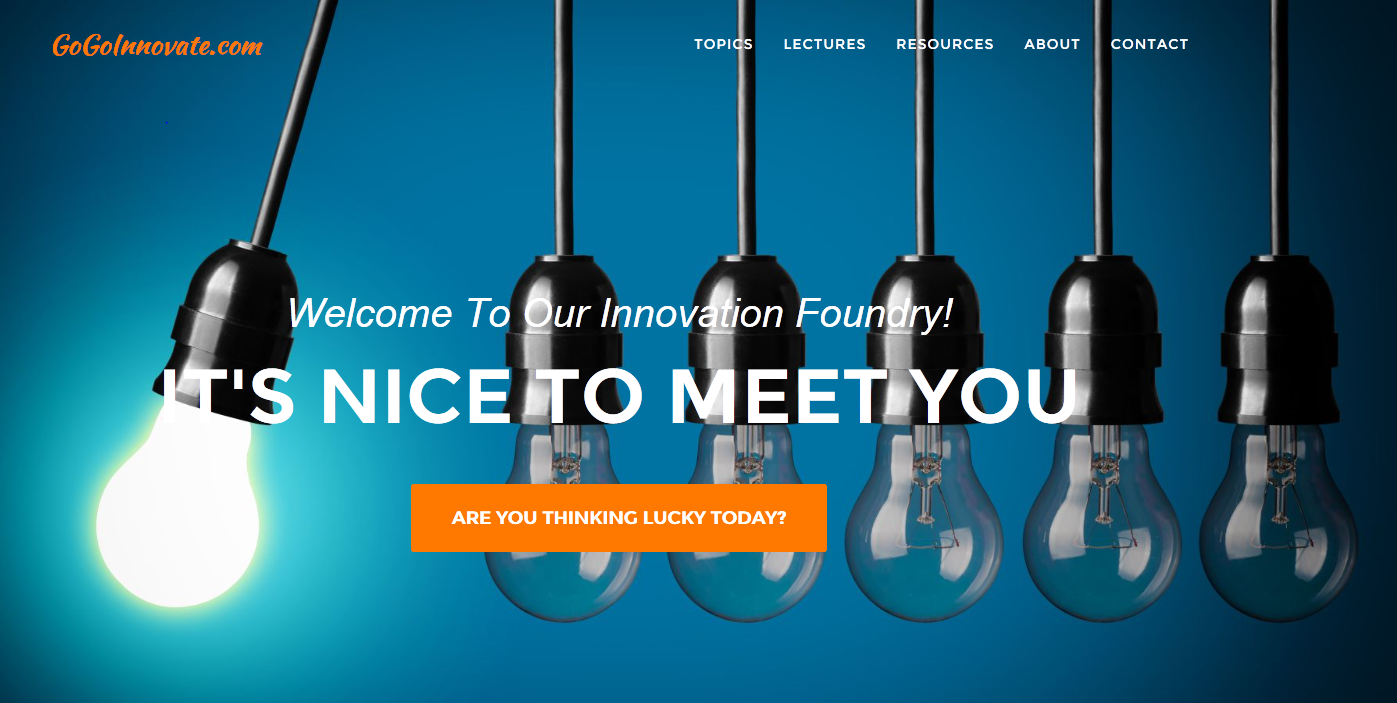 GoGoInnovate.com
TOPICS LECTURES RESOURCES ABOUT CONTACT
Welcome To Our Innovation Foundry!
IT'S NICE TO MEET YOU
ARE YOU THINKING LUCKY TODAY?